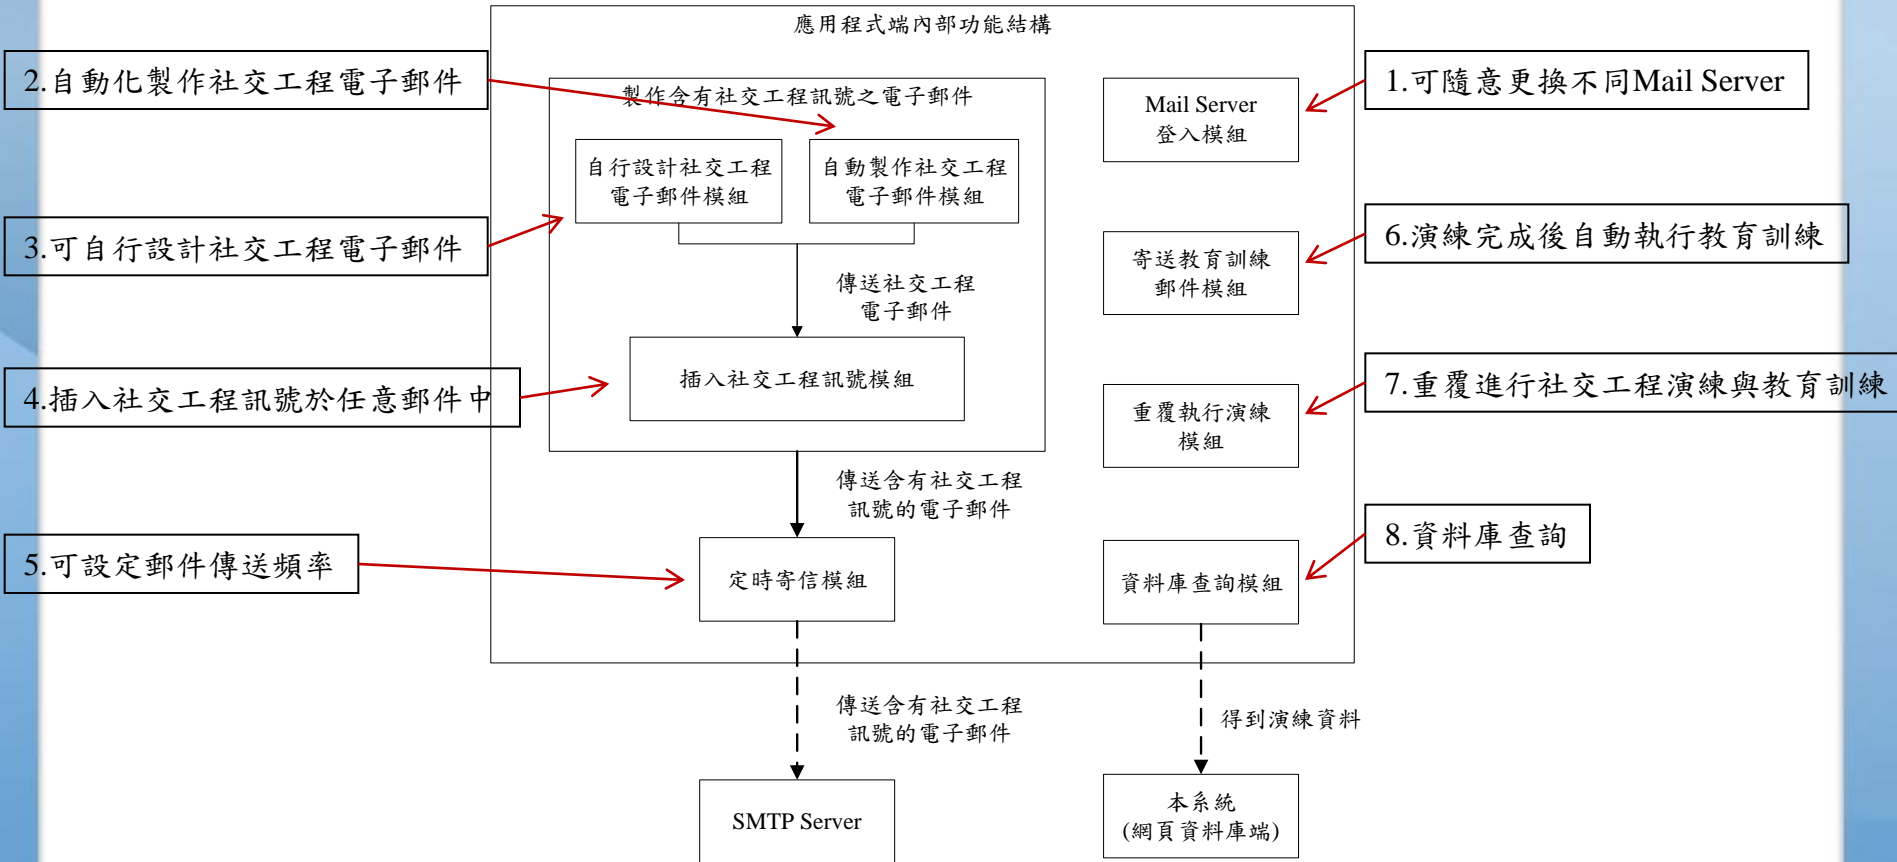 應用程式端內部功能結構
2.自動化製作社交工程電子郵件
製作含有社交工程訊號之電子郵件
Mail Server
登入模組
1.可隨意更換不同Mail Server
自行設計社交工程
電子郵件模組
自動製作社交工程
電子郵件模組
3.可自行設計社交工程電子郵件
傳送社交工程
電子郵件
寄送教育訓練
郵件模組
6.演練完成後自動執行教育訓練
4.插入社交工程訊號於任意郵件中
插入社交工程訊號模組
重覆執行演練
模組
7.重覆進行社交工程演練與教育訓練
傳送含有社交工程
訊號的電子郵件
5.可設定郵件傳送頻率
定時寄信模組
資料庫查詢模組
8.資料庫查詢
傳送含有社交工程
訊號的電子郵件
得到演練資料
SMTP Server
本系統
(網頁資料庫端)